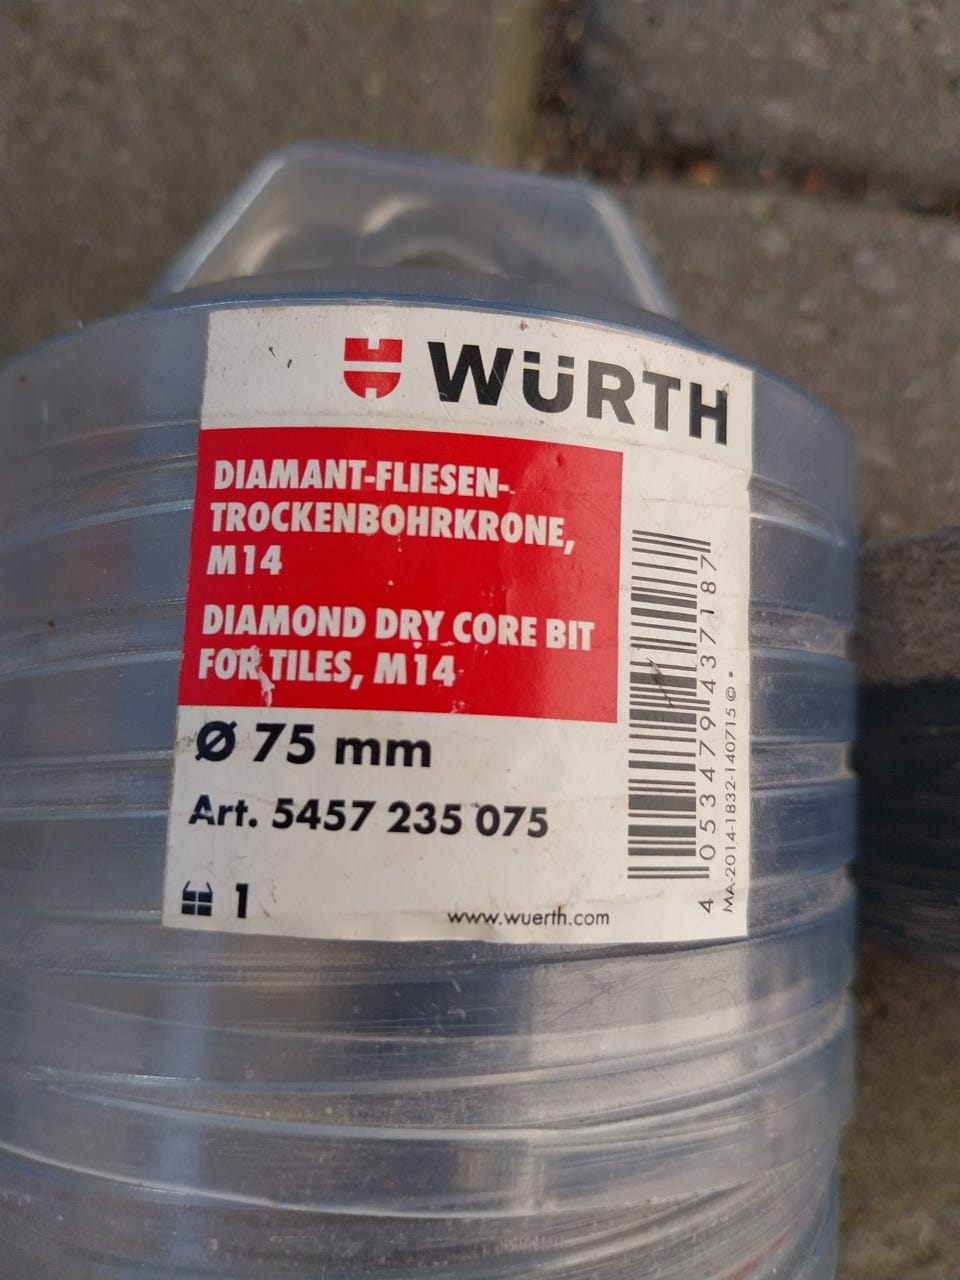 WÜRTH
DIAMANT-FLIESEN-
TROCKENBOHRKRONE,
M14
DIAMOND DRY CORE BIT
FOR TILES, M14
Ø 75 mm
Art. 5457 235 075
1
www.wuerth.com
4 053479 437187
MA-2014-1832-140715 © •